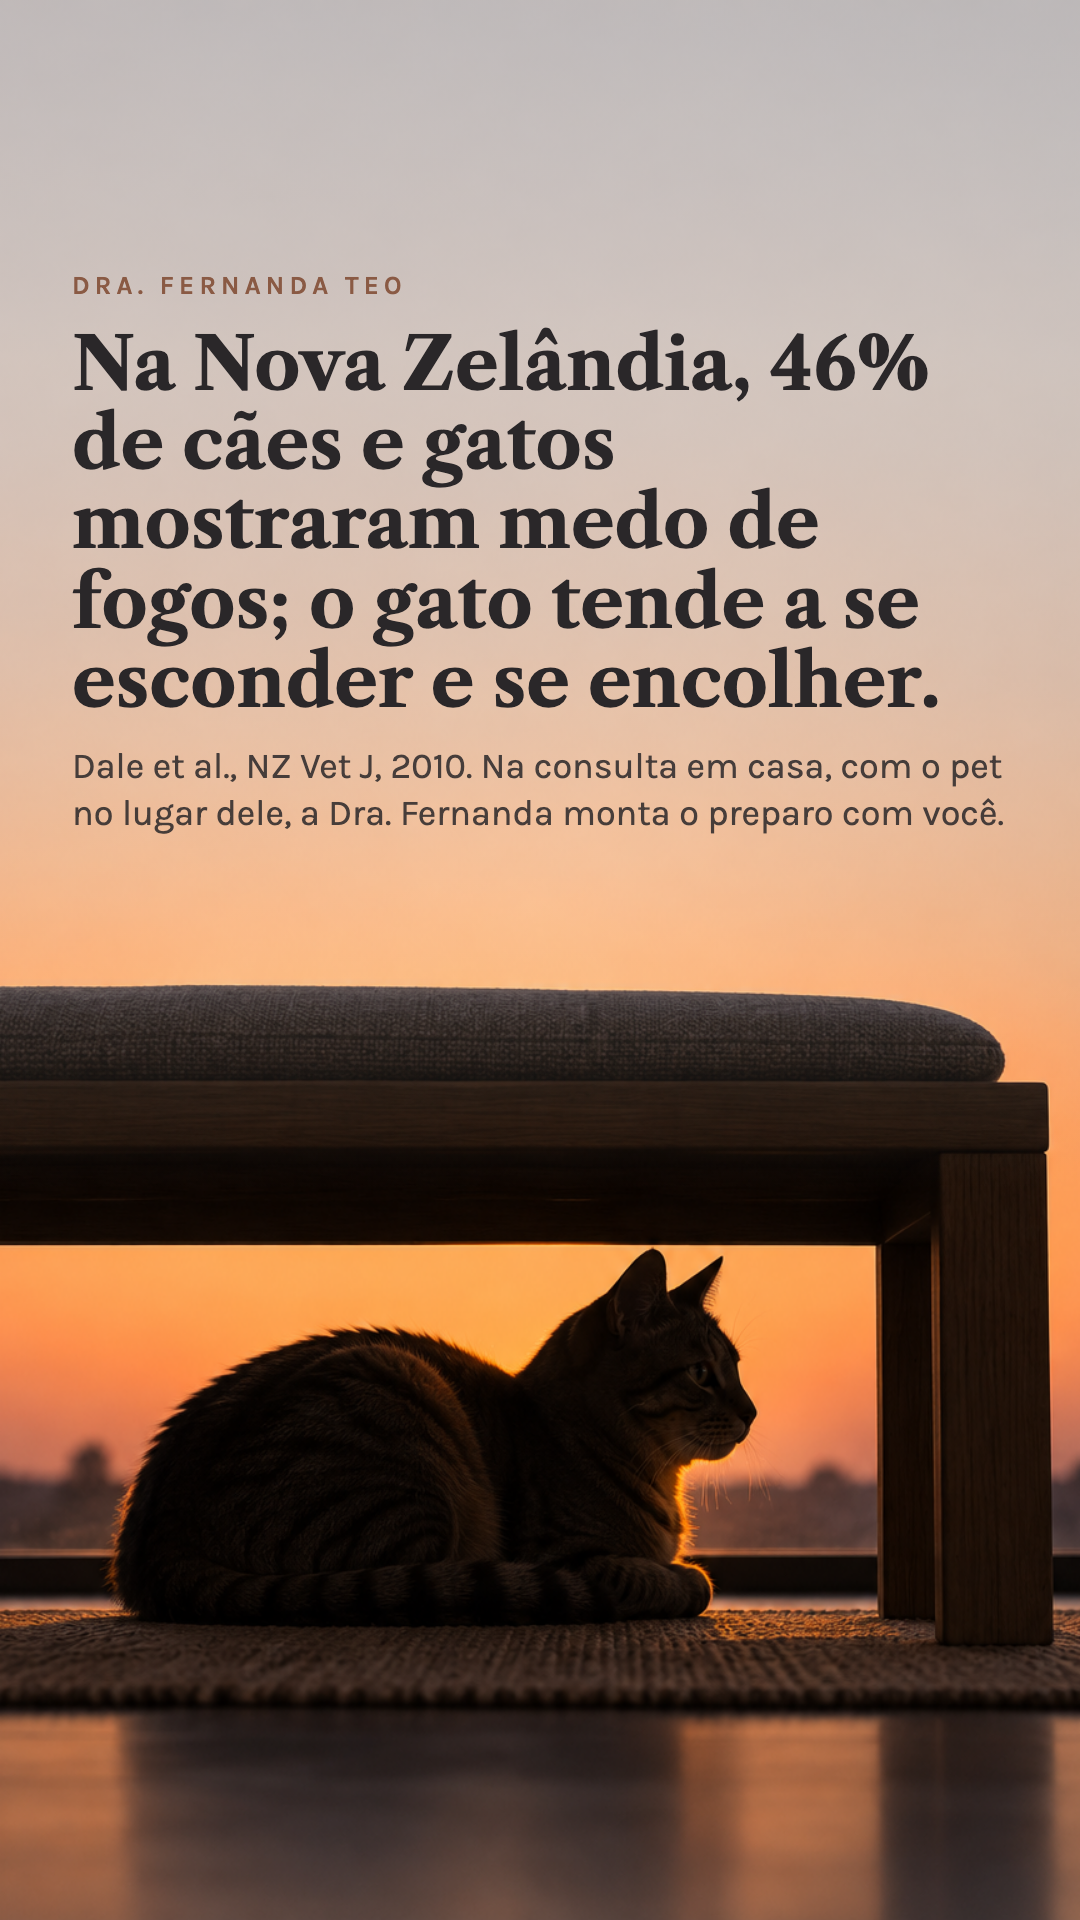 DRA. FERNANDA TEO
Na Nova Zelândia, 46%
de cães e gatos
mostraram medo de
fogos; o gato tende a se
esconder e se encolher.
Dale et al., NZ Vet J, 2010. Na consulta em casa, com o pet
no lugar dele, a Dra. Fernanda monta o preparo com você.